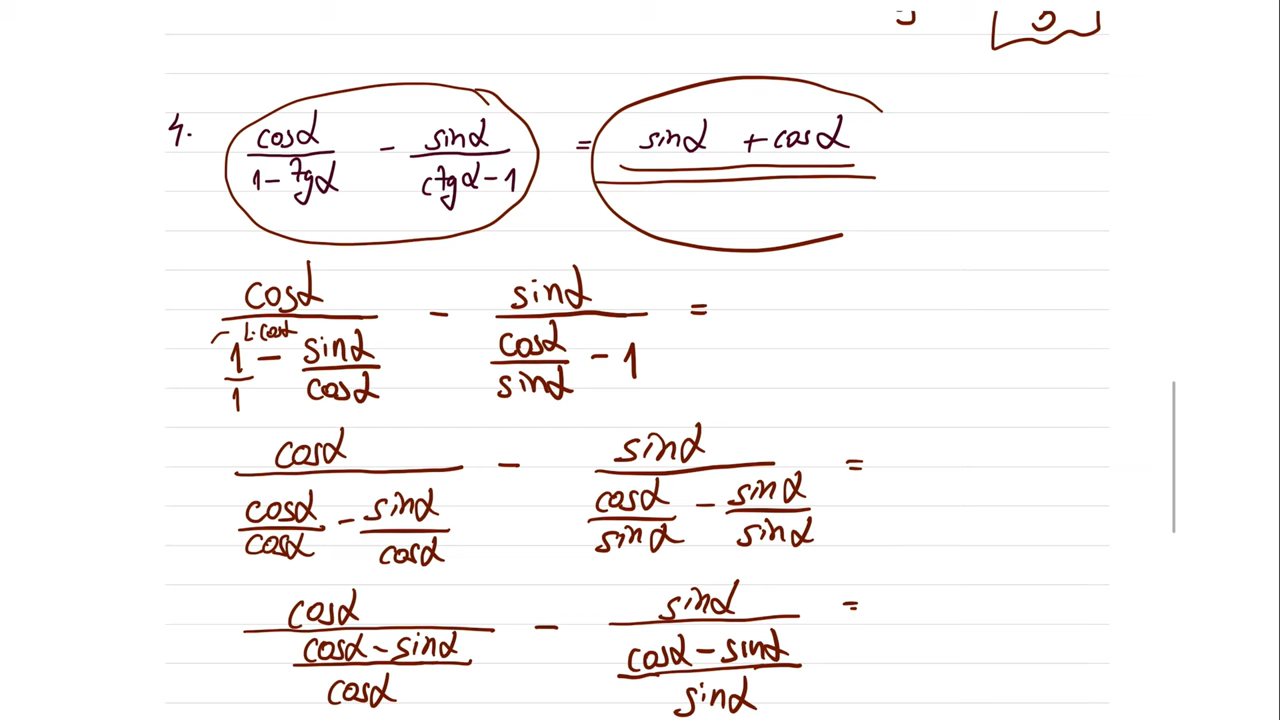 4. cosα / (1 - tgα) - sinα / (ctgα - 1) = sinα + cosα
cosα / (1/1 - sinα/cosα) - sinα / (cosα/sinα - 1) =
cosα / (cosα/cosα - sinα/cosα) - sinα / (cosα/sinα - sinα/sinα) =
cosα / ((cosα - sinα)/cosα) - sinα / ((cosα - sinα)/sinα) =